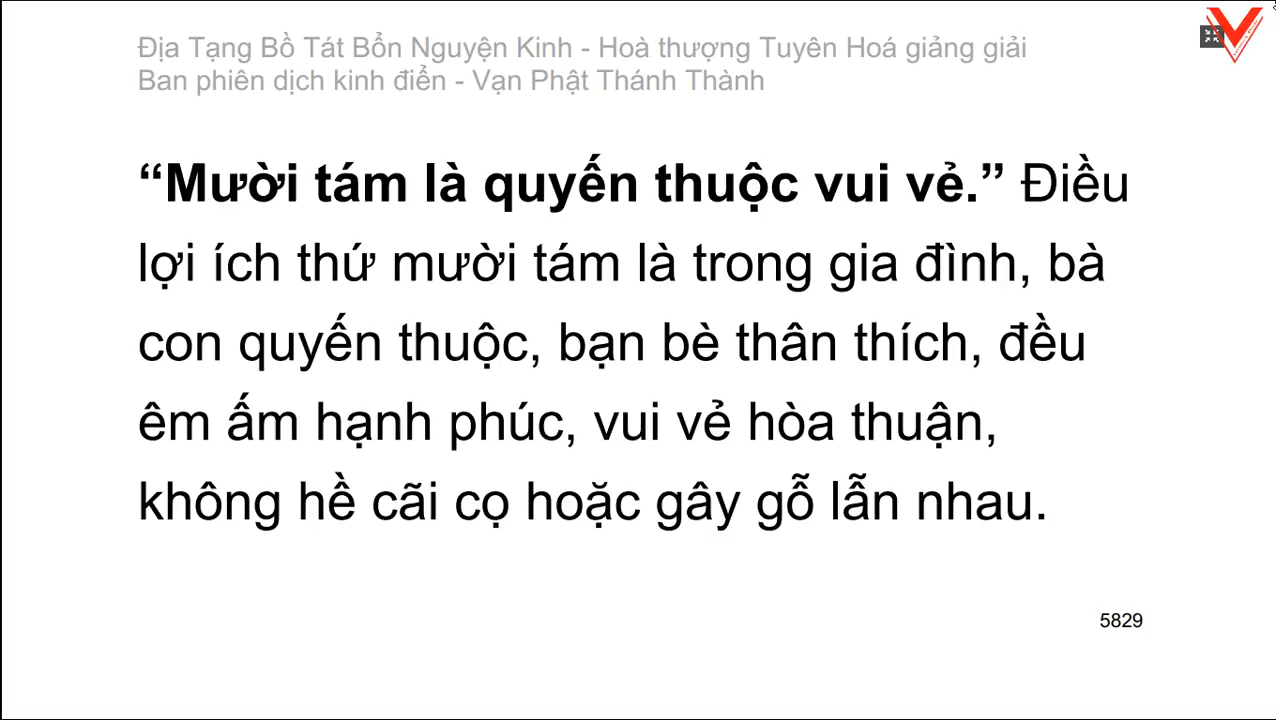 Địa Tạng Bồ Tát Bổn Nguyện Kinh - Hoà thượng Tuyên Hoá giảng giải
Ban phiên dịch kinh điển - Vạn Phật Thánh Thành
“Mười tám là quyến thuộc vui vẻ.” Điều
lợi ích thứ mười tám là trong gia đình, bà
con quyến thuộc, bạn bè thân thích, đều
êm ấm hạnh phúc, vui vẻ hòa thuận,
không hề cãi cọ hoặc gây gỗ lẫn nhau.
5829